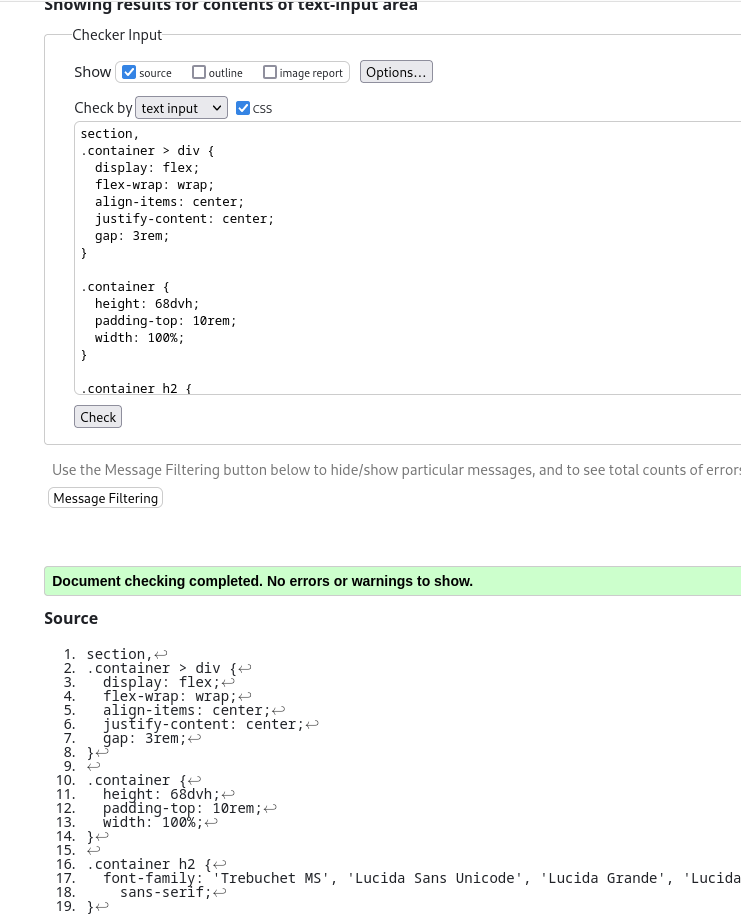 Showing results for contents of text-input area
Checker Input
Show source outline image report Options...
Check by text input css
section,
.container > div {
  display: flex;
  flex-wrap: wrap;
  align-items: center;
  justify-content: center;
  gap: 3rem;
}
.container {
  height: 68dvh;
  padding-top: 10rem;
  width: 100%;
}
.container h2 {
Check
Use the Message Filtering button below to hide/show particular messages, and to see total counts of errors
Message Filtering
Document checking completed. No errors or warnings to show.
Source
1. section,↩
2. .container > div {↩
3.   display: flex;↩
4.   flex-wrap: wrap;↩
5.   align-items: center;↩
6.   justify-content: center;↩
7.   gap: 3rem;↩
8. }↩
9. ↩
10. .container {↩
11.   height: 68dvh;↩
12.   padding-top: 10rem;↩
13.   width: 100%;↩
14. }↩
15. ↩
16. .container h2 {↩
17.   font-family: 'Trebuchet MS', 'Lucida Sans Unicode', 'Lucida Grande', 'Lucida
18.     sans-serif;↩
19. }↩